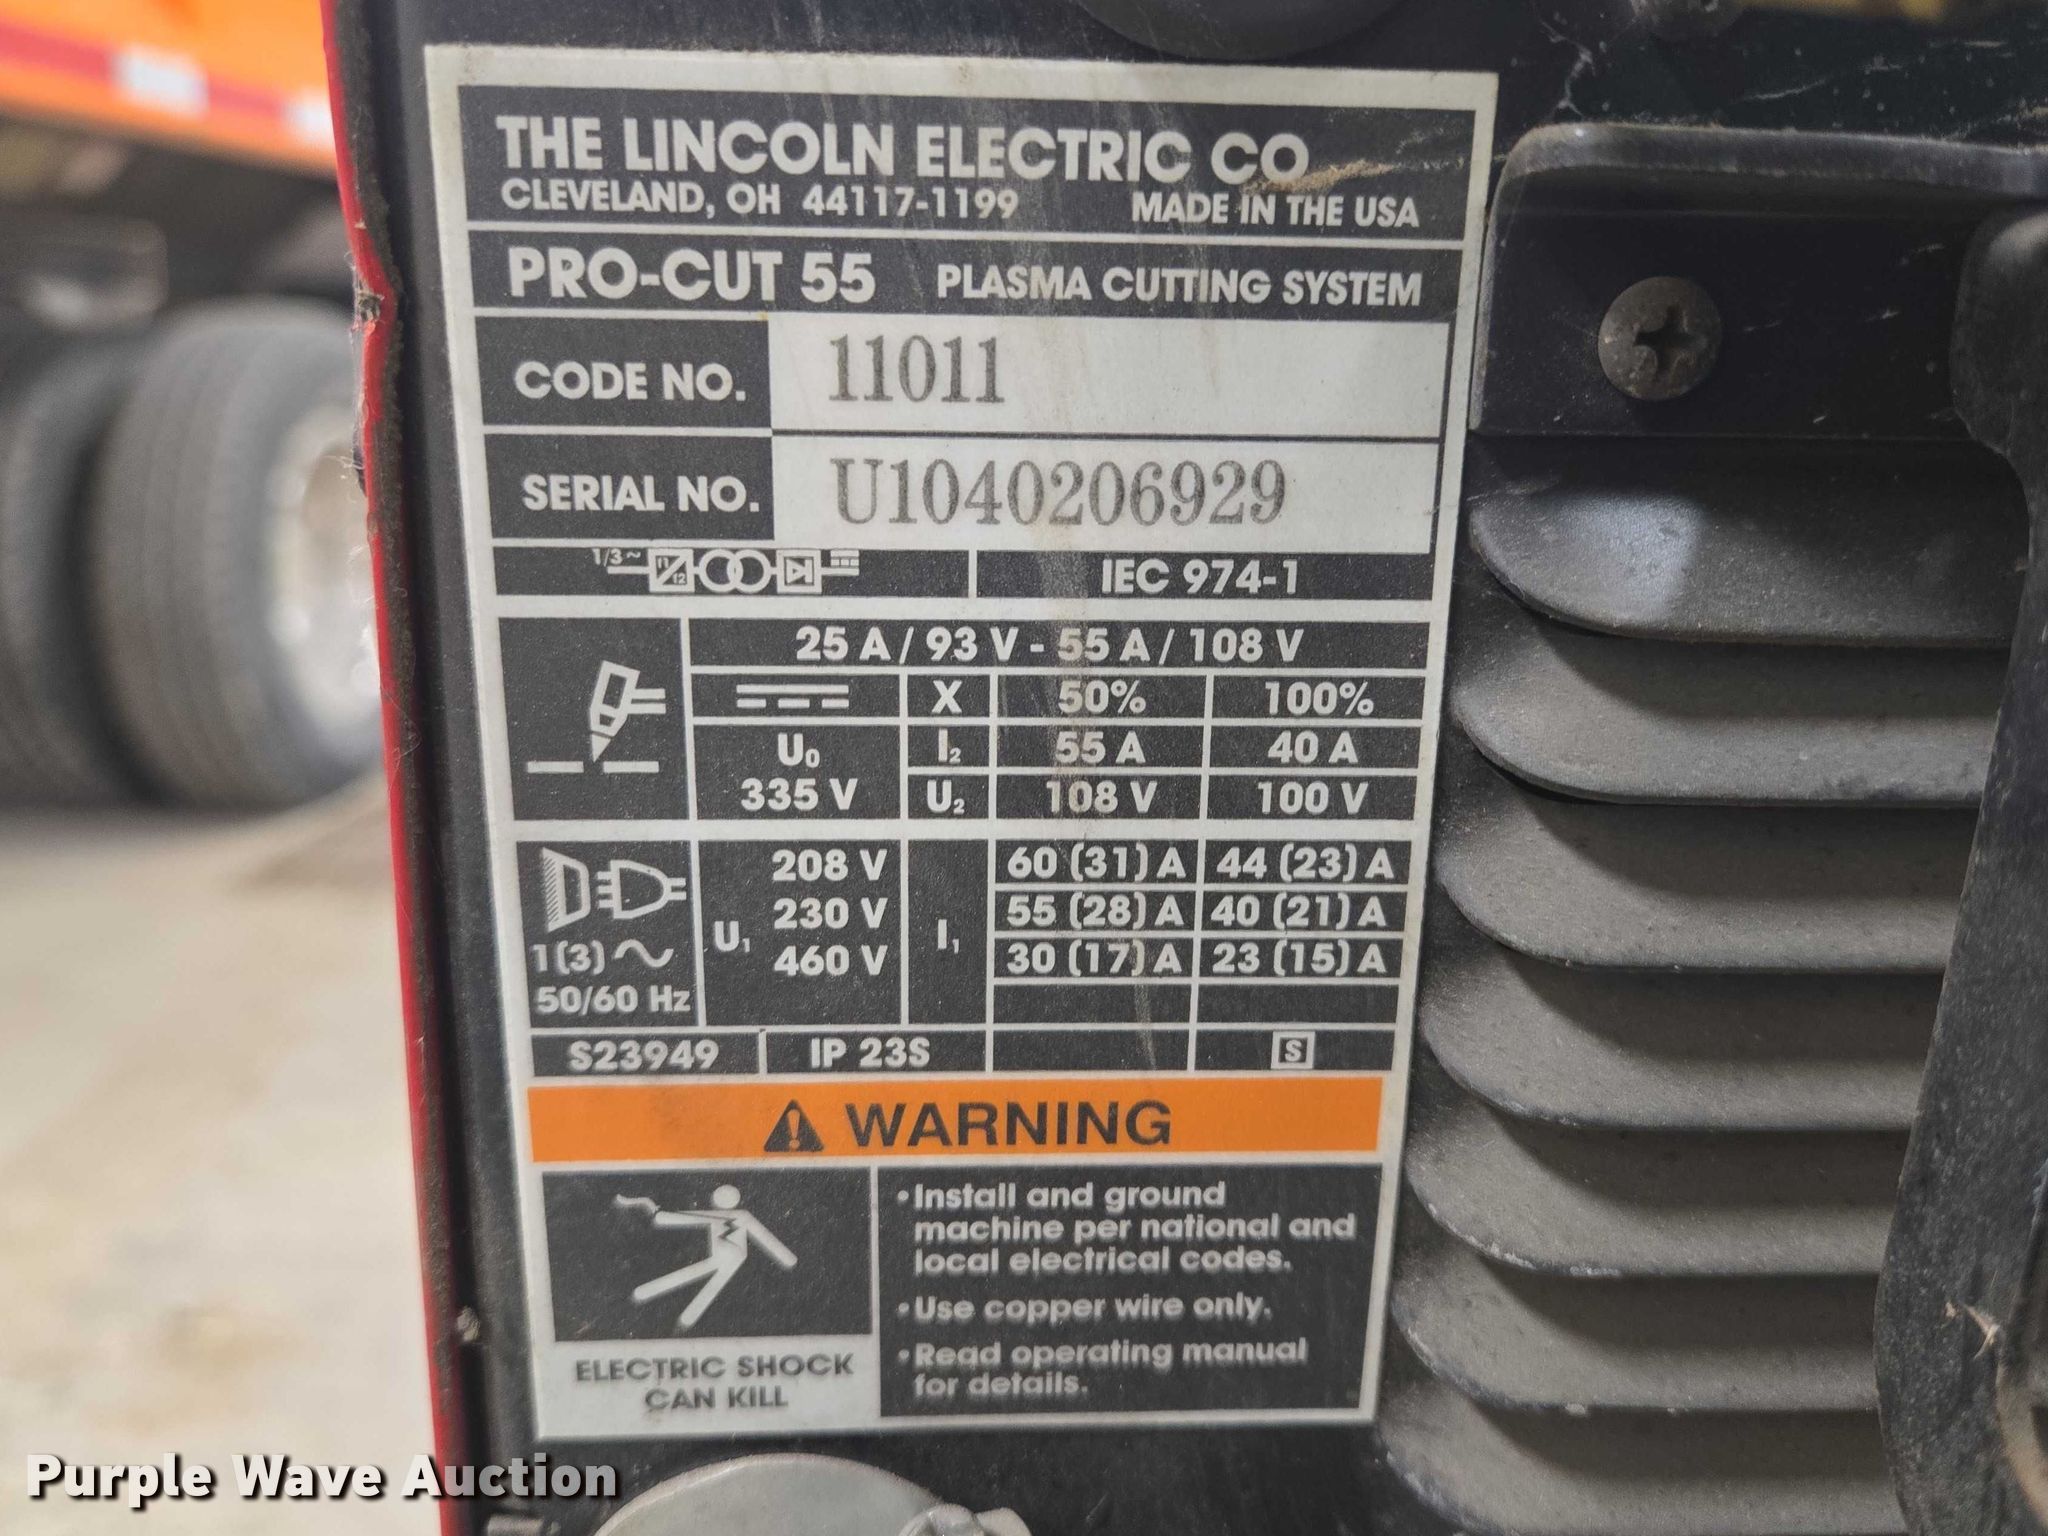 THE LINCOLN ELECTRIC CO
CLEVELAND, OH 44117-1199 MADE IN THE USA
PRO-CUT 55 PLASMA CUTTING SYSTEM
CODE NO. 11011
SERIAL NO. U1040206929
1/3~ f1 f2 IEC 974-1
25 A / 93 V - 55 A / 108 V
X 50% 100%
U0 I2 55 A 40 A
335 V U2 108 V 100 V
208 V 60 (31) A 44 (23) A
U1 230 V I1 55 (28) A 40 (21) A
1(3) 460 V 30 (17) A 23 (15) A
50/60 Hz
S23949 IP 23S S
WARNING
• Install and ground
machine per national and
local electrical codes.
• Use copper wire only.
• Read operating manual
for details.
ELECTRIC SHOCK
CAN KILL
Purple Wave Auction